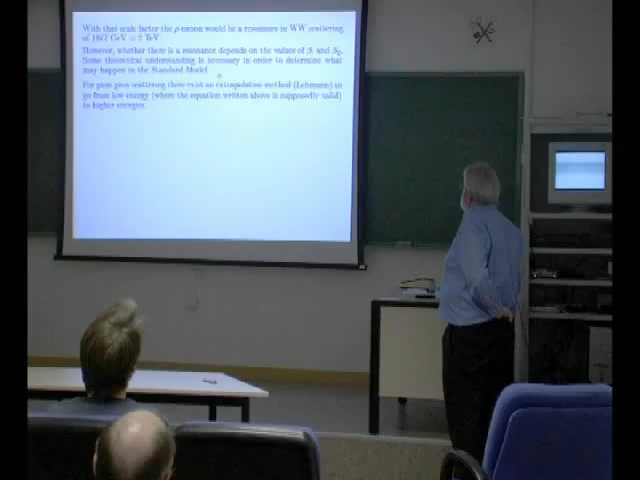 With that scale factor the ρ meson would be a resonance in WW scattering
of 1977 GeV ≈ 2 TeV
However, whether there is a resonance depends on the values of β and β₂.
Some theoretical understanding is necessary in order to determine what
may happen in the Standard Model
For pion pion scattering there exist an extrapolation method (Lehmann) to
go from low energy (where the equation written above is supposedly valid)
to higher energies